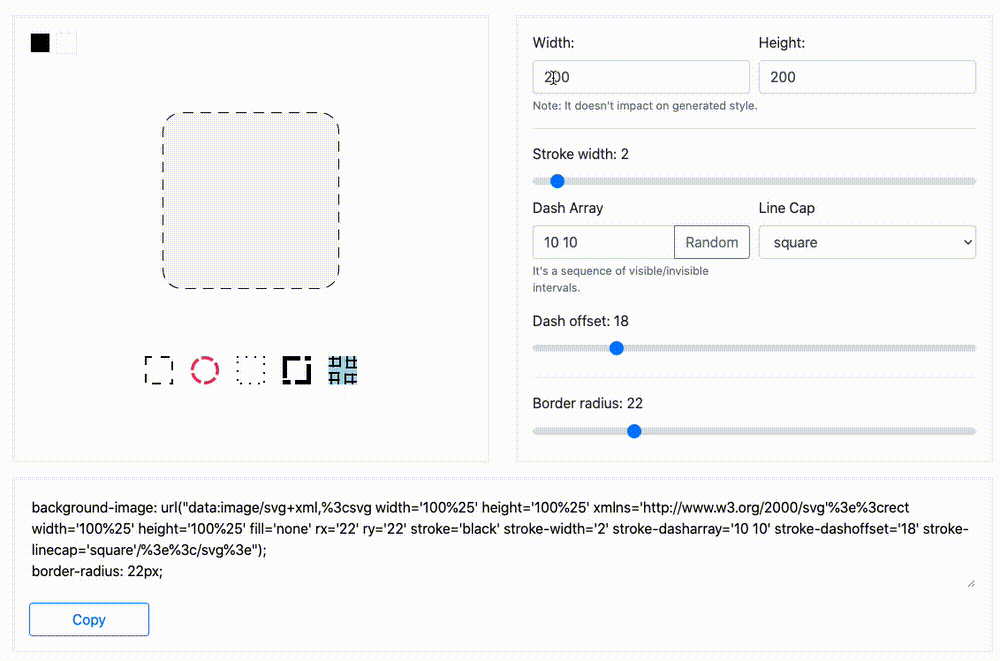 Width:
Height:
200
200
Note: It doesn't impact on generated style.
Stroke width: 2
Dash Array
Line Cap
10 10
Random
square
It's a sequence of visible/invisible
intervals.
Dash offset: 18
Border radius: 22
background-image: url("data:image/svg+xml,%3csvg width='100%25' height='100%25' xmlns='http://www.w3.org/2000/svg'%3e%3crect
width='100%25' height='100%25' fill='none' rx='22' ry='22' stroke='black' stroke-width='2' stroke-dasharray='10 10' stroke-dashoffset='18' stroke-
linecap='square'/%3e%3c/svg%3e");
border-radius: 22px;
Copy